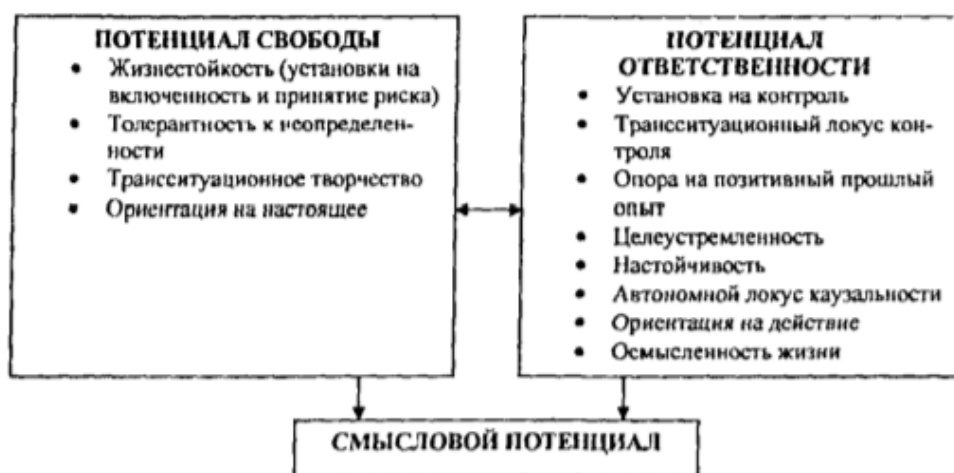 ПОТЕНЦИАЛ СВОБОДЫ
• Жизнестойкость (установки на
включенность и принятие риска)
• Толерантность к неопределен-
ности
• Трансситуационное творчество
• Ориентация на настоящее
ПОТЕНЦИАЛ
ОТВЕТСТВЕННОСТИ
• Установка на контроль
• Трансситуационный локус кон-
троля
• Опора на позитивный прошлый
опыт
• Целеустремленность
• Настойчивость
• Автономной локус каузальности
• Ориентация на действие
• Осмысленность жизни
СМЫСЛОВОЙ ПОТЕНЦИАЛ